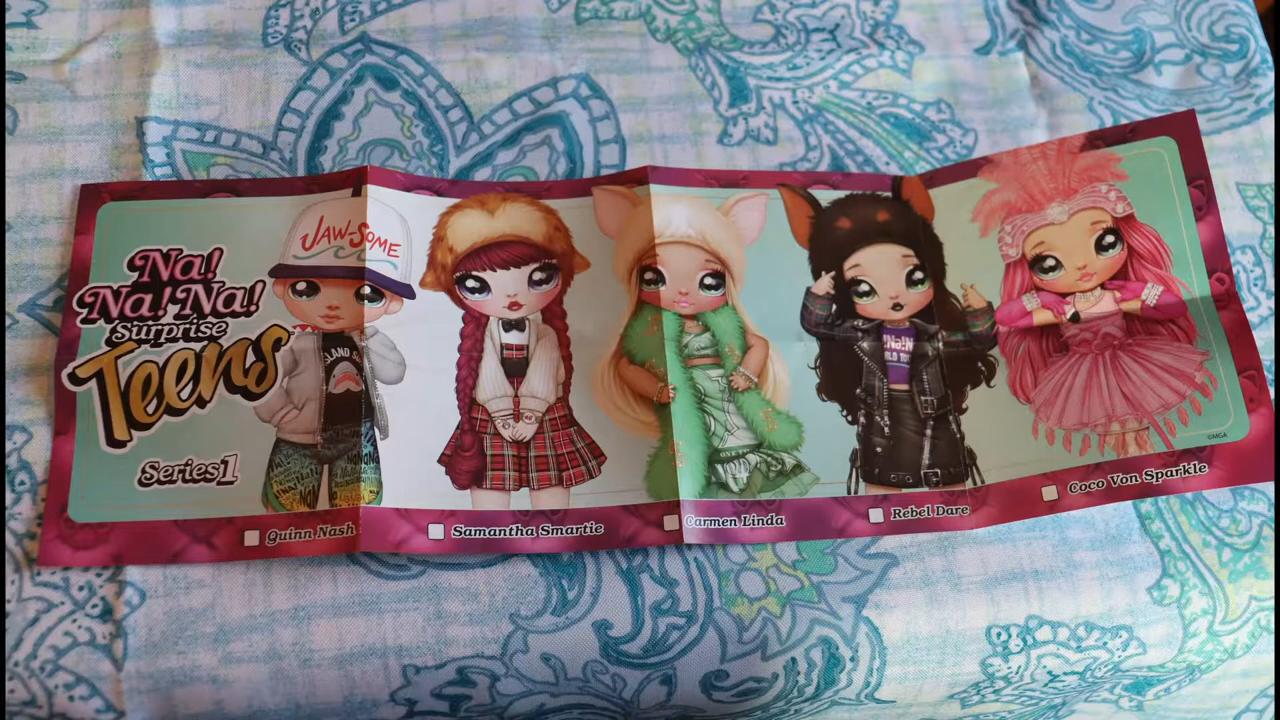 Na!
Na! Na!
Surprise
Teens
Series 1
JAW-SOME
Quinn Nash
Samantha Smartie
Carmen Linda
Rebel Dare
Coco Von Sparkle
©MGA